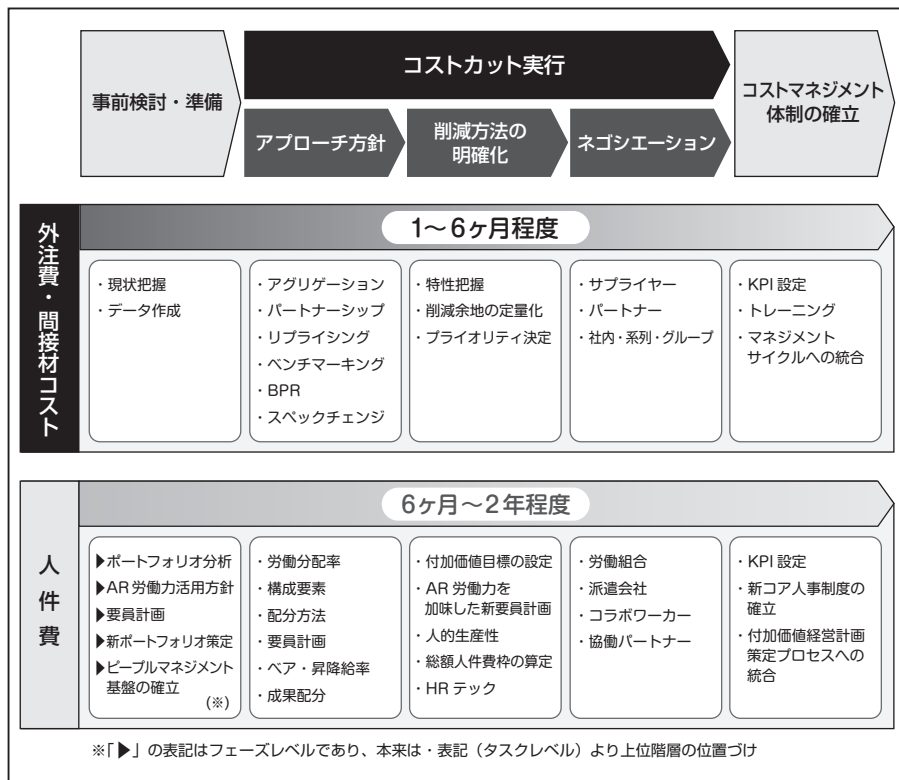 事前検討・準備
コストカット実行
アプローチ方針
削減方法の
明確化
ネゴシエーション
コストマネジメント
体制の確立
外注費・間接材コスト
1〜6ヶ月程度
・現状把握
・データ作成
・アグリゲーション
・パートナーシップ
・リプライシング
・ベンチマーキング
・BPR
・スペックチェンジ
・特性把握
・削減余地の定量化
・プライオリティ決定
・サプライヤー
・パートナー
・社内・系列・グループ
・KPI 設定
・トレーニング
・マネジメント
サイクルへの統合
人件費
6ヶ月〜2年程度
▶ポートフォリオ分析
▶AR 労働力活用方針
▶要員計画
▶新ポートフォリオ策定
▶ピープルマネジメント
基盤の確立
(※)
・労働分配率
・構成要素
・配分方法
・要員計画
・ベア・昇降給率
・成果配分
・付加価値目標の設定
・AR 労働力を
加味した新要員計画
・人的生産性
・総額人件費枠の算定
・HR テック
・労働組合
・派遣会社
・コラボワーカー
・協働パートナー
・KPI 設定
・新コア人事制度の
確立
・付加価値経営計画
策定プロセスへの
統合
※「▶」の表記はフェーズレベルであり、本来は・表記（タスクレベル）より上位階層の位置づけ